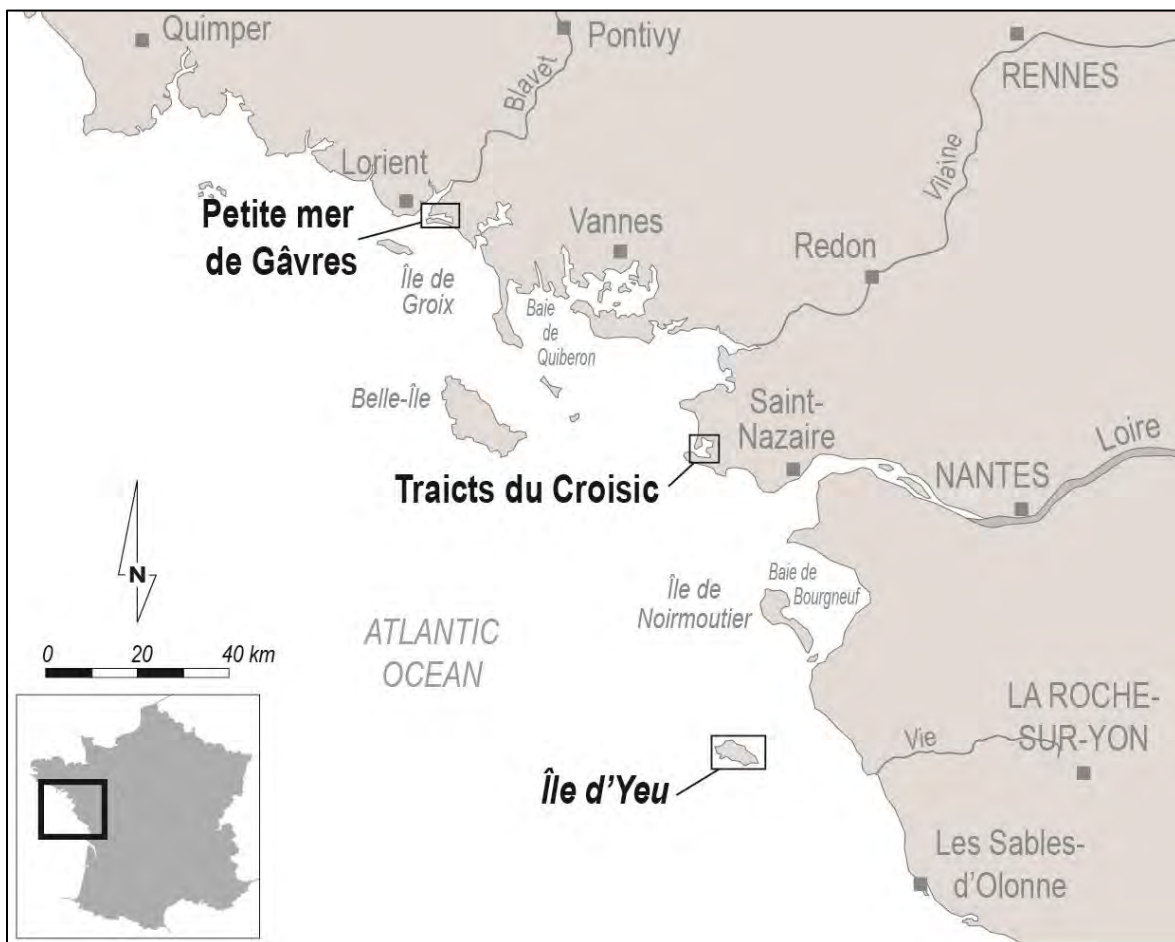 Quimper
Pontivy
RENNES
Blavet
Vilaine
Lorient
Petite mer
de Gâvres
Vannes
Redon
Île de
Groix
Baie
de
Quiberon
Belle-Île
Saint-
Nazaire
Loire
Traicts du Croisic
NANTES
N
Île de
Noirmoutier
Baie de
Bourgneuf
ATLANTIC
OCEAN
0 20 40 km
LA ROCHE-
SUR-YON
Vie
Île d'Yeu
Les Sables-
d'Olonne